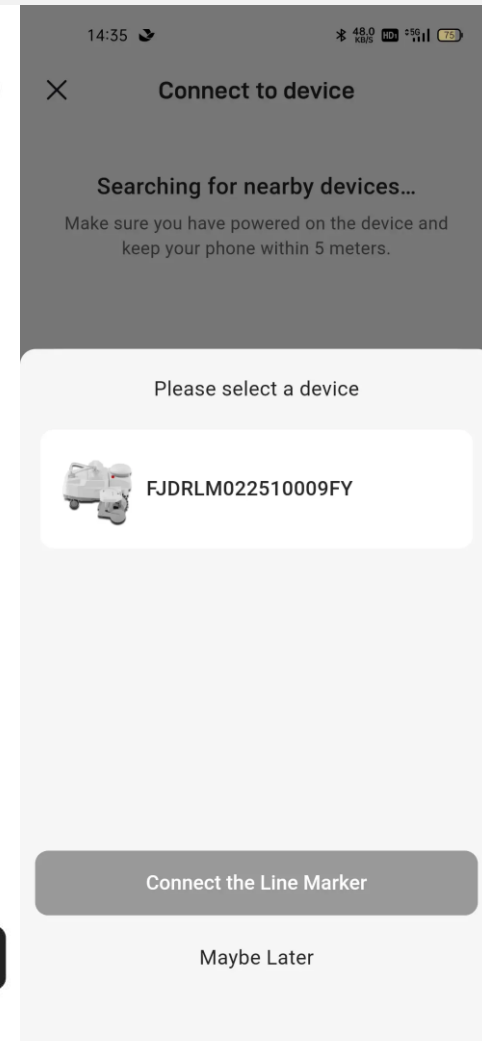 14:35
48.0
KB/S
HD1
5G
75
Connect to device
Searching for nearby devices...
Make sure you have powered on the device and
keep your phone within 5 meters.
Please select a device
FJDRLM022510009FY
Connect the Line Marker
Maybe Later